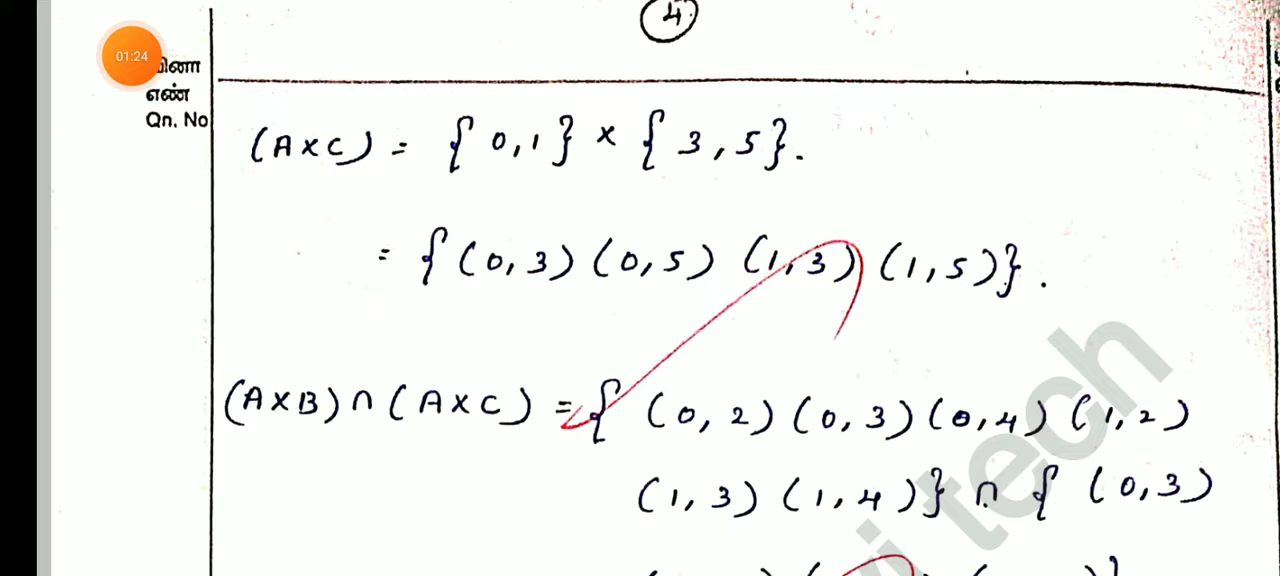 4
01:24
வினா
எண்
Qn. No
(A×C) = { 0,1} × { 3,5}.
= { (0,3) (0,5) (1,3) (1,5)}.
(A×B)∩(A×C) = { (0,2) (0,3) (0,4) (1,2)
(1,3) (1,4)} ∩ { (0,3)
tech